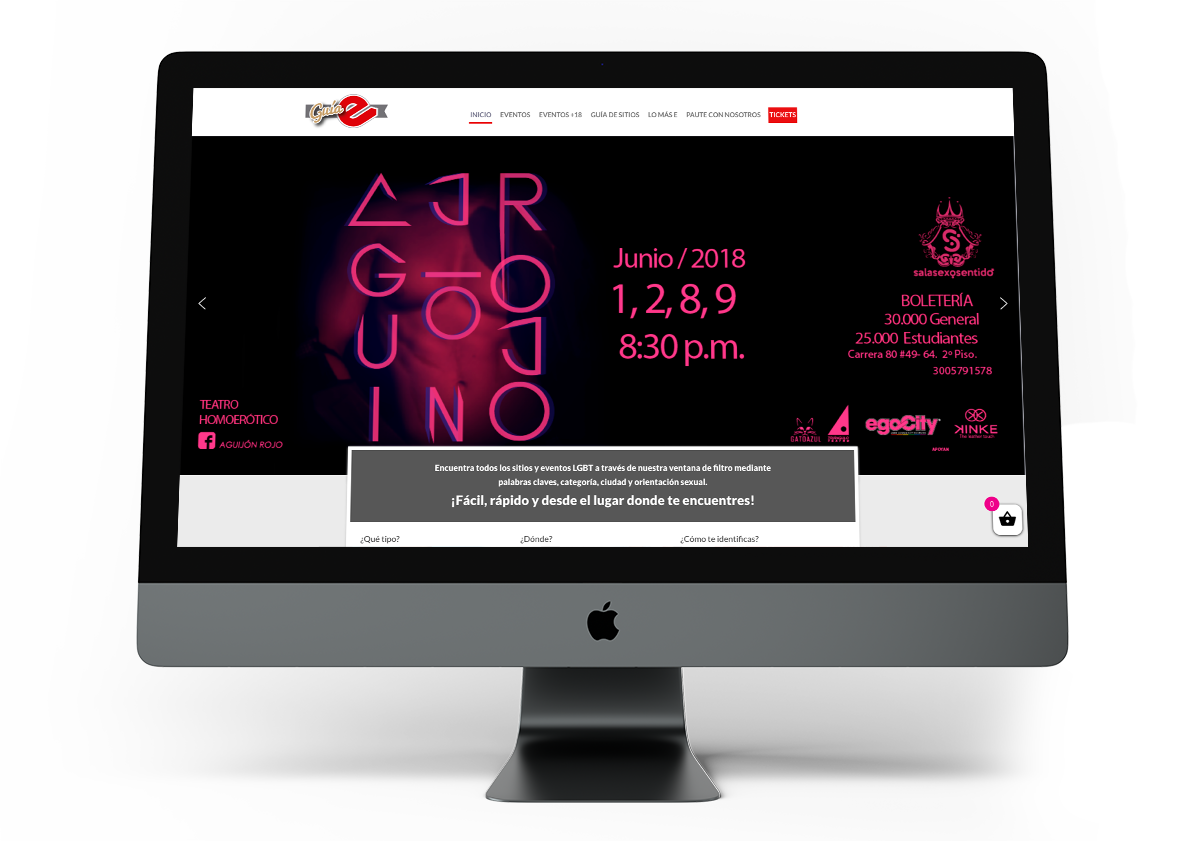 Guía e
INICIO EVENTOS EVENTOS +18 GUÍA DE SITIOS LO MÁS E PAUTE CON NOSOTROS TICKETS
A J R
G I O
U O J
I N O
TEATRO
HOMOERÓTICO
AGUIJÓN ROJO
Junio / 2018
1, 2, 8, 9
8:30 p.m.
salasexosentido
BOLETERÍA
30.000 General
25.000 Estudiantes
Carrera 80 #49- 64. 2º Piso.
3005791578
GATOAZUL
egoCity
KINKE
The leather touch
APOYAN
Encuentra todos los sitios y eventos LGBT a través de nuestra ventana de filtro mediante
palabras claves, categoría, ciudad y orientación sexual.
¡Fácil, rápido y desde el lugar donde te encuentres!
0
¿Qué tipo? ¿Dónde? ¿Cómo te identificas?